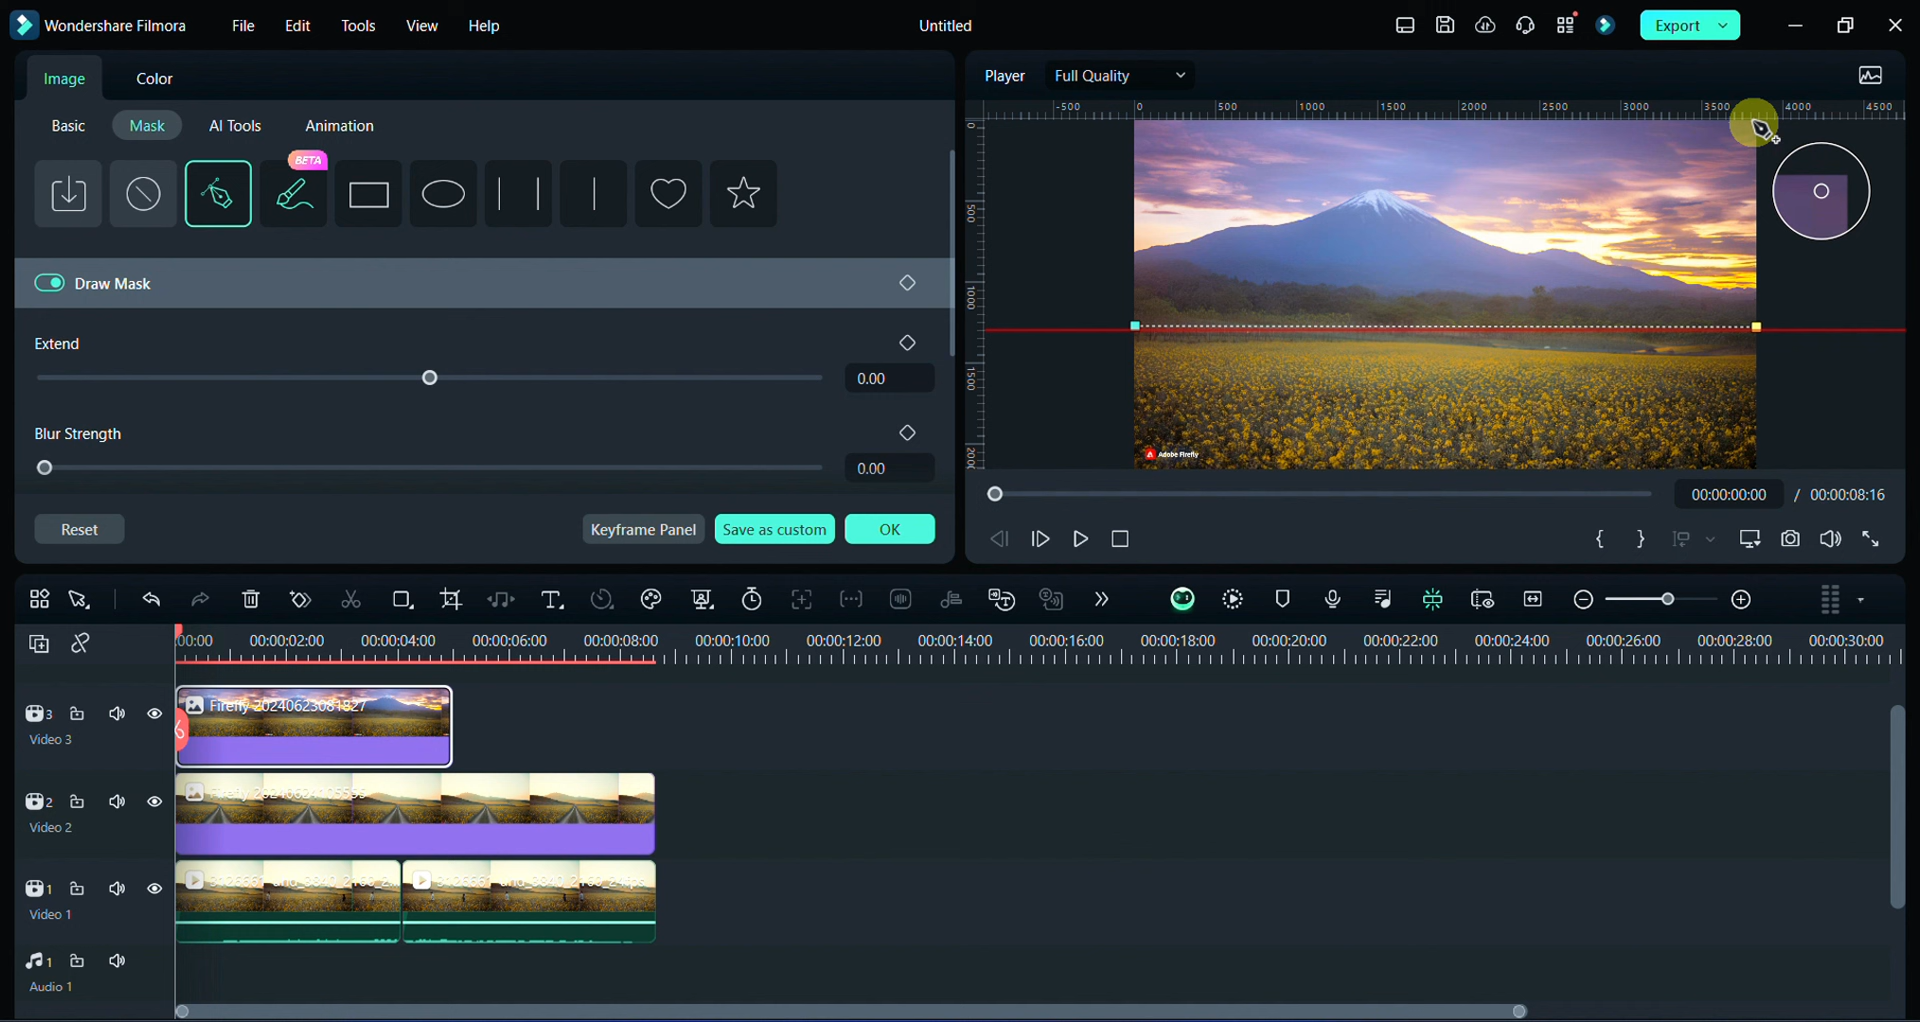 Wondershare Filmora File Edit Tools View Help Untitled Export
Image Color
Player Full Quality
Basic Mask AI Tools Animation
BETA
-500 0 500 1000 1500 2000 2500 3000 3500 4000 4500
0
500
1000
1500
2000
Draw Mask
Extend
0.00
Blur Strength
0.00
Reset Keyframe Panel Save as custom OK
Adobe Firefly
00:00:00:00 / 00:00:08:16
00:00 00:00:02:00 00:00:04:00 00:00:06:00 00:00:08:00 00:00:10:00 00:00:12:00 00:00:14:00 00:00:16:00 00:00:18:00 00:00:20:00 00:00:22:00 00:00:24:00 00:00:26:00 00:00:28:00 00:00:30:00
3
Video 3
Firefly 20240623081827
2
Video 2
1
Video 1
1
Audio 1